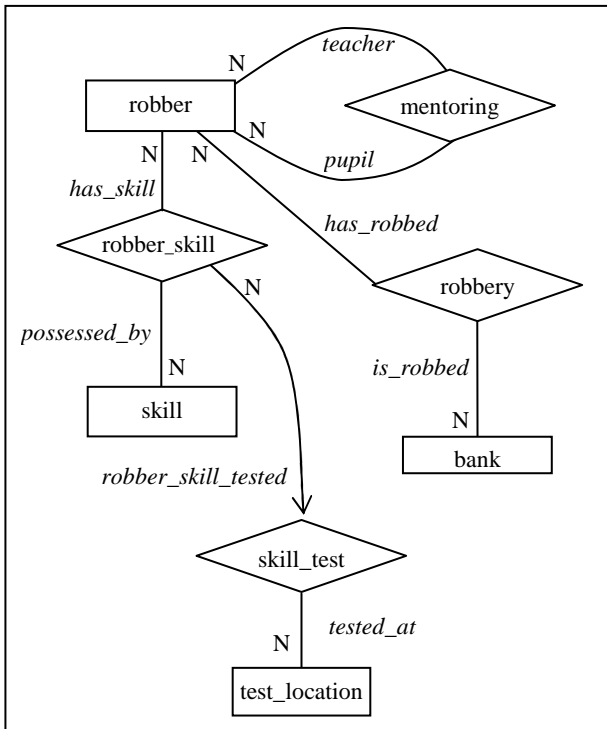 teacher
N
robber
mentoring
N
N
N
pupil
has_skill
has_robbed
robber_skill
N
robbery
possessed_by
is_robbed
N
skill
N
bank
robber_skill_tested
skill_test
tested_at
N
test_location